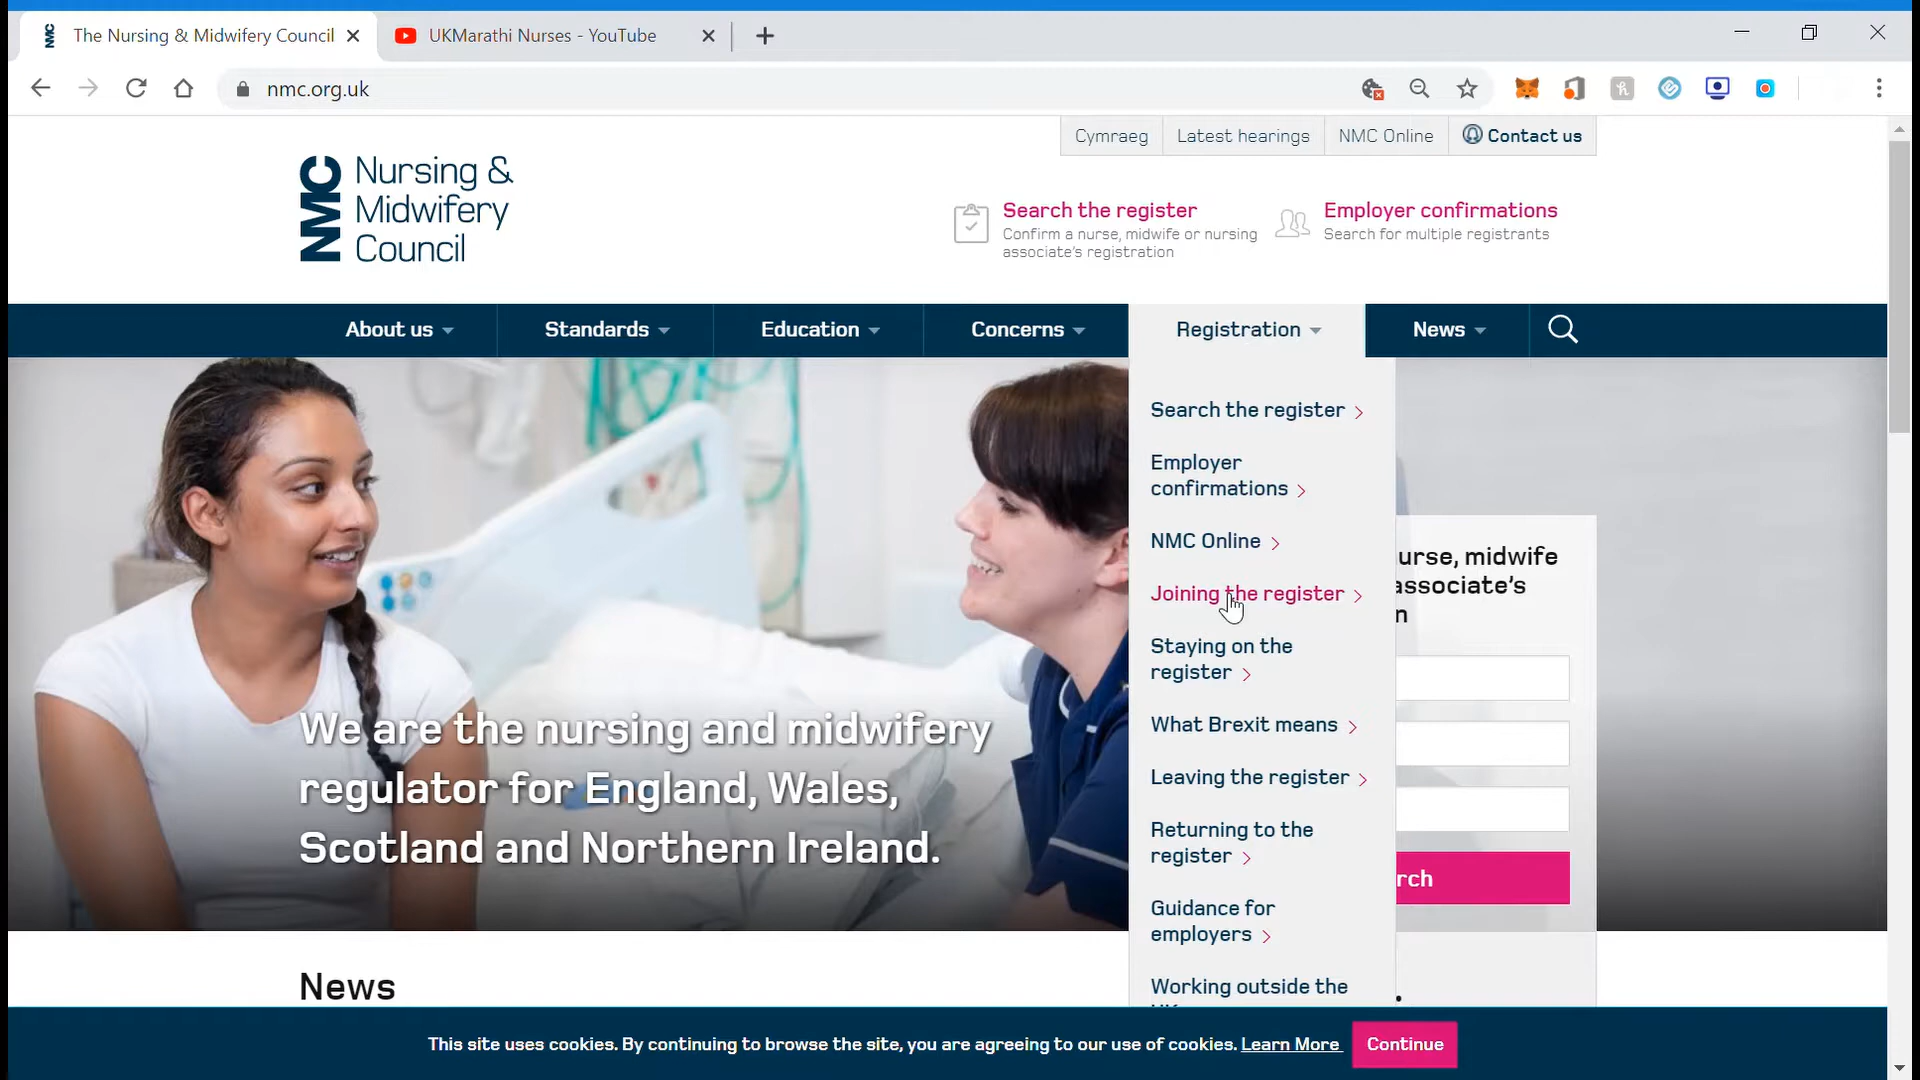 The Nursing & Midwifery Council
UKMarathi Nurses - YouTube
nmc.org.uk
Cymraeg
Latest hearings
NMC Online
Contact us
NMC
Nursing &
Midwifery
Council
Search the register
Confirm a nurse, midwife or nursing
associate's registration
Employer confirmations
Search for multiple registrants
About us
Standards
Education
Concerns
Registration
News
Search the register
Employer
confirmations
NMC Online
Joining the register
Staying on the
register
What Brexit means
Leaving the register
Returning to the
register
Guidance for
employers
Working outside the
We are the nursing and midwifery
regulator for England, Wales,
Scotland and Northern Ireland.
urse, midwife
associate's
n
rch
News
This site uses cookies. By continuing to browse the site, you are agreeing to our use of cookies. Learn More
Continue